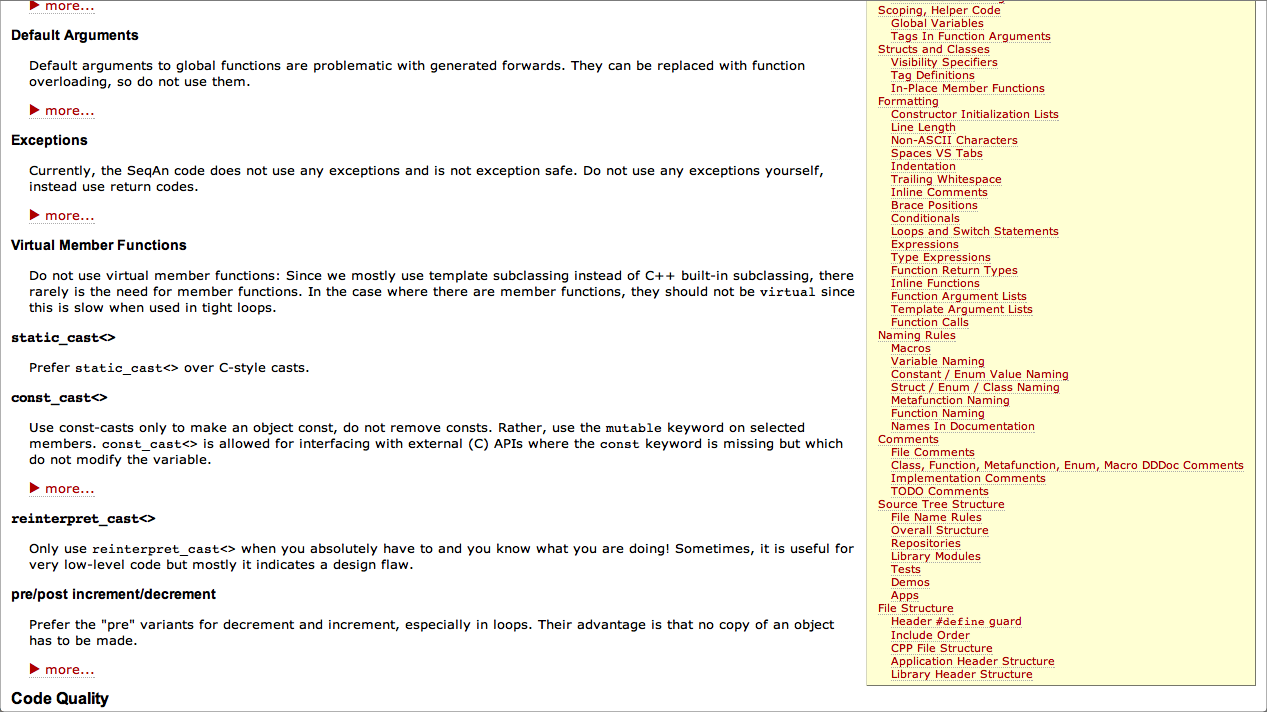 ▶ more...
Default Arguments
Default arguments to global functions are problematic with generated forwards. They can be replaced with function
overloading, so do not use them.
▶ more...
Exceptions
Currently, the SeqAn code does not use any exceptions and is not exception safe. Do not use any exceptions yourself,
instead use return codes.
▶ more...
Virtual Member Functions
Do not use virtual member functions: Since we mostly use template subclassing instead of C++ built-in subclassing, there
rarely is the need for member functions. In the case where there are member functions, they should not be virtual since
this is slow when used in tight loops.
static_cast<>
Prefer static_cast<> over C-style casts.
const_cast<>
Use const-casts only to make an object const, do not remove consts. Rather, use the mutable keyword on selected
members. const_cast<> is allowed for interfacing with external (C) APIs where the const keyword is missing but which
do not modify the variable.
▶ more...
reinterpret_cast<>
Only use reinterpret_cast<> when you absolutely have to and you know what you are doing! Sometimes, it is useful for
very low-level code but mostly it indicates a design flaw.
pre/post increment/decrement
Prefer the "pre" variants for decrement and increment, especially in loops. Their advantage is that no copy of an object
has to be made.
▶ more...
Code Quality
Scoping, Helper Code
Global Variables
Tags In Function Arguments
Structs and Classes
Visibility Specifiers
Tag Definitions
In-Place Member Functions
Formatting
Constructor Initialization Lists
Line Length
Non-ASCII Characters
Spaces VS Tabs
Indentation
Trailing Whitespace
Inline Comments
Brace Positions
Conditionals
Loops and Switch Statements
Expressions
Type Expressions
Function Return Types
Inline Functions
Function Argument Lists
Template Argument Lists
Function Calls
Naming Rules
Macros
Variable Naming
Constant / Enum Value Naming
Struct / Enum / Class Naming
Metafunction Naming
Function Naming
Names In Documentation
Comments
File Comments
Class, Function, Metafunction, Enum, Macro DDDoc Comments
Implementation Comments
TODO Comments
Source Tree Structure
File Name Rules
Overall Structure
Repositories
Library Modules
Tests
Demos
Apps
File Structure
Header #define guard
Include Order
CPP File Structure
Application Header Structure
Library Header Structure